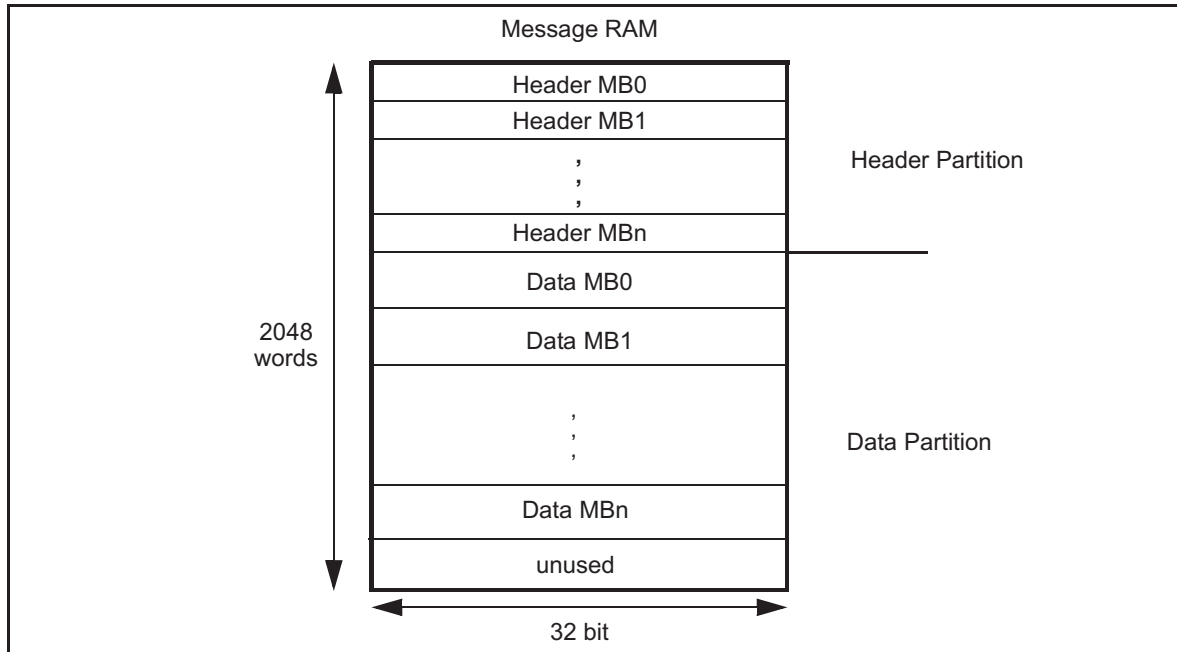 Message RAM
Header MB0
Header MB1
,
,
,
Header MBn
Header Partition
Data MB0
Data MB1
,
,
,
Data MBn
unused
Data Partition
2048
words
32 bit